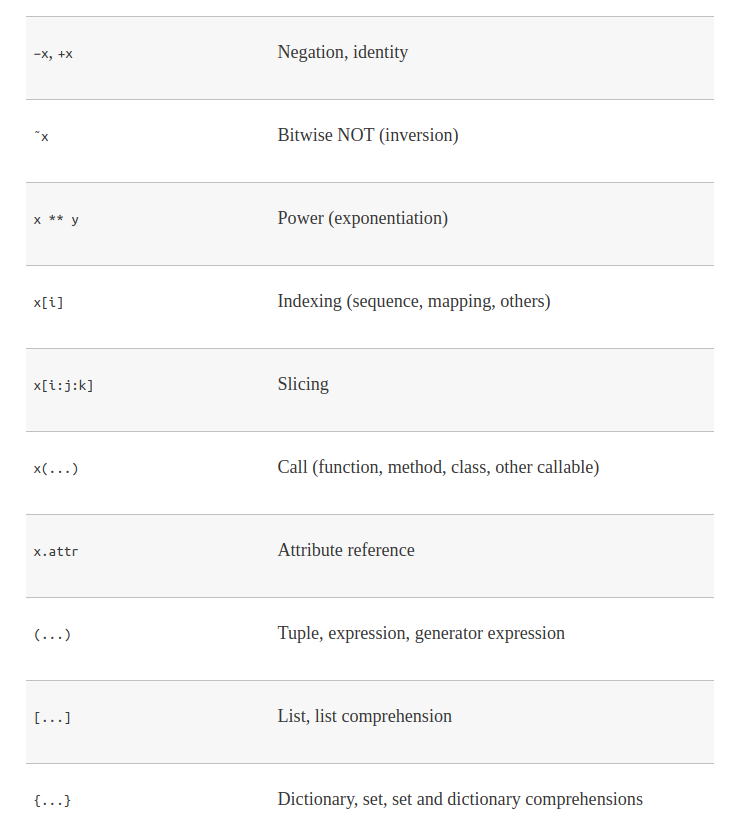 −x, +x Negation, identity
˜x Bitwise NOT (inversion)
x ** y Power (exponentiation)
x[i] Indexing (sequence, mapping, others)
x[i:j:k] Slicing
x(...) Call (function, method, class, other callable)
x.attr Attribute reference
(...) Tuple, expression, generator expression
[...] List, list comprehension
{...} Dictionary, set, set and dictionary comprehensions